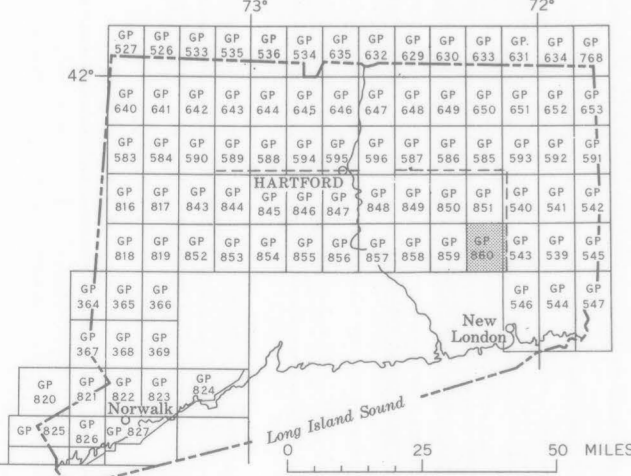 73° 72°
GP 527 GP 526 GP 533 GP 535 GP 536 GP 534 GP 635 GP 632 GP 629 GP 630 GP 633 GP. 631 GP 634 GP 768
42°
GP 640 GP 641 GP 642 GP 643 GP 644 GP 645 GP 646 GP 647 GP 648 GP 649 GP 650 GP 651 GP 652 GP 653
GP 583 GP 584 GP 590 GP 589 GP 588 GP 594 GP 595 GP 596 GP 587 GP 586 GP 585 GP 593 GP 592 GP 591
HARTFORD
GP 816 GP 817 GP 843 GP 844 GP 845 GP 846 GP 847 GP 848 GP 849 GP 850 GP 851 GP 540 GP 541 GP 542
GP 818 GP 819 GP 852 GP 853 GP 854 GP 855 GP 856 GP 857 GP 858 GP 859 GP 860 GP 543 GP 539 GP 545
GP 364 GP 365 GP 366 GP 546 GP 544 GP 547
New London
GP 367 GP 368 GP 369
GP 820 GP 821 GP 822 GP 823 GP 824
Norwalk
GP 825 GP 826 GP 827
Long Island Sound
0 25 50 MILES